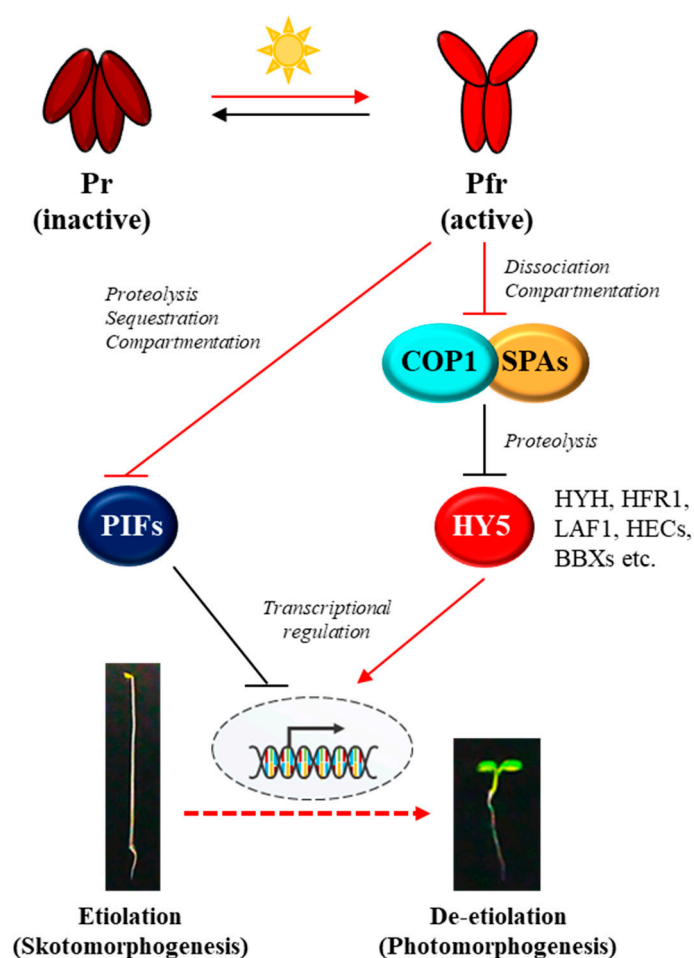 Pr
(inactive)
Pfr
(active)
Proteolysis
Sequestration
Compartmentation
Dissociation
Compartmentation
COP1
SPAs
Proteolysis
PIFs
HY5
HYH, HFR1,
LAF1, HECs,
BBXs etc.
Transcriptional
regulation
Etiolation
(Skotomorphogenesis)
De-etiolation
(Photomorphogenesis)